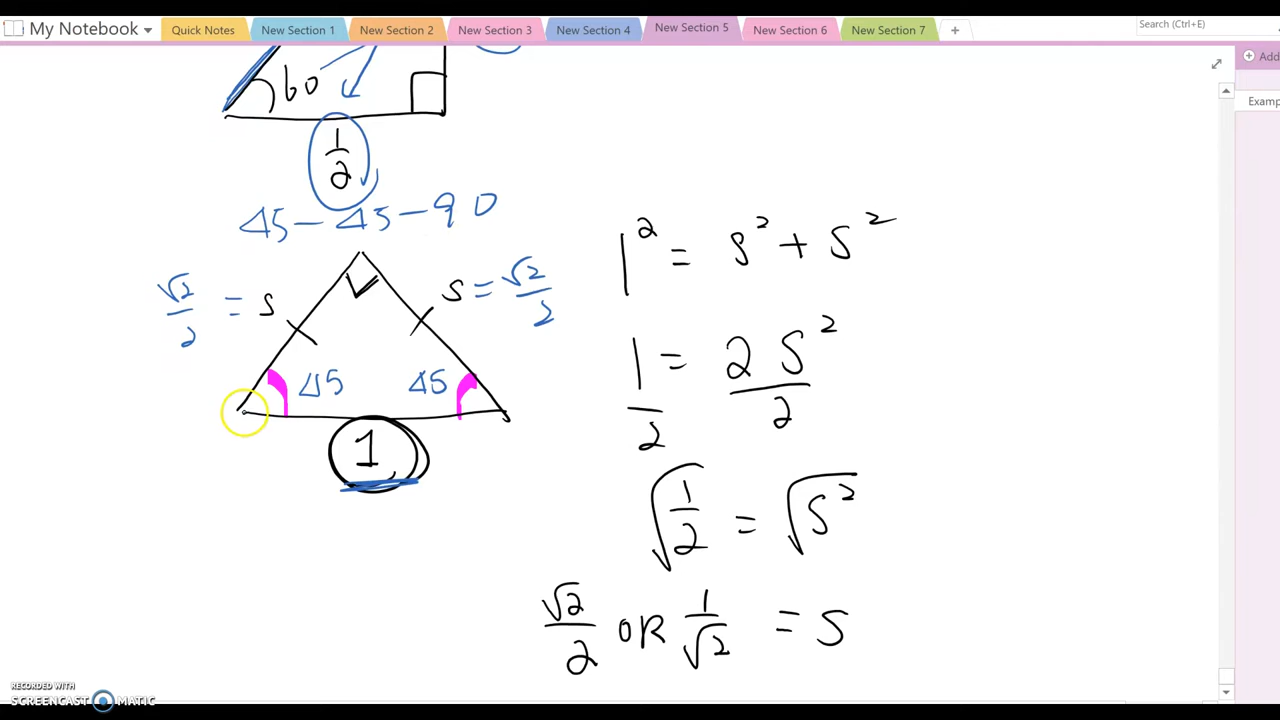 My Notebook Quick Notes New Section 1 New Section 2 New Section 3 New Section 4 New Section 5 New Section 6 New Section 7 +
Search (Ctrl+E)
Add
Examp
60
1/2
45-45-90
√2/2 = s
s = √2/2
45 45
1
1² = s² + s²
1/2 = 2s²/2
√(1/2) = √s²
√2/2 OR 1/√2 = s
RECORDED WITH
SCREENCAST MATIC